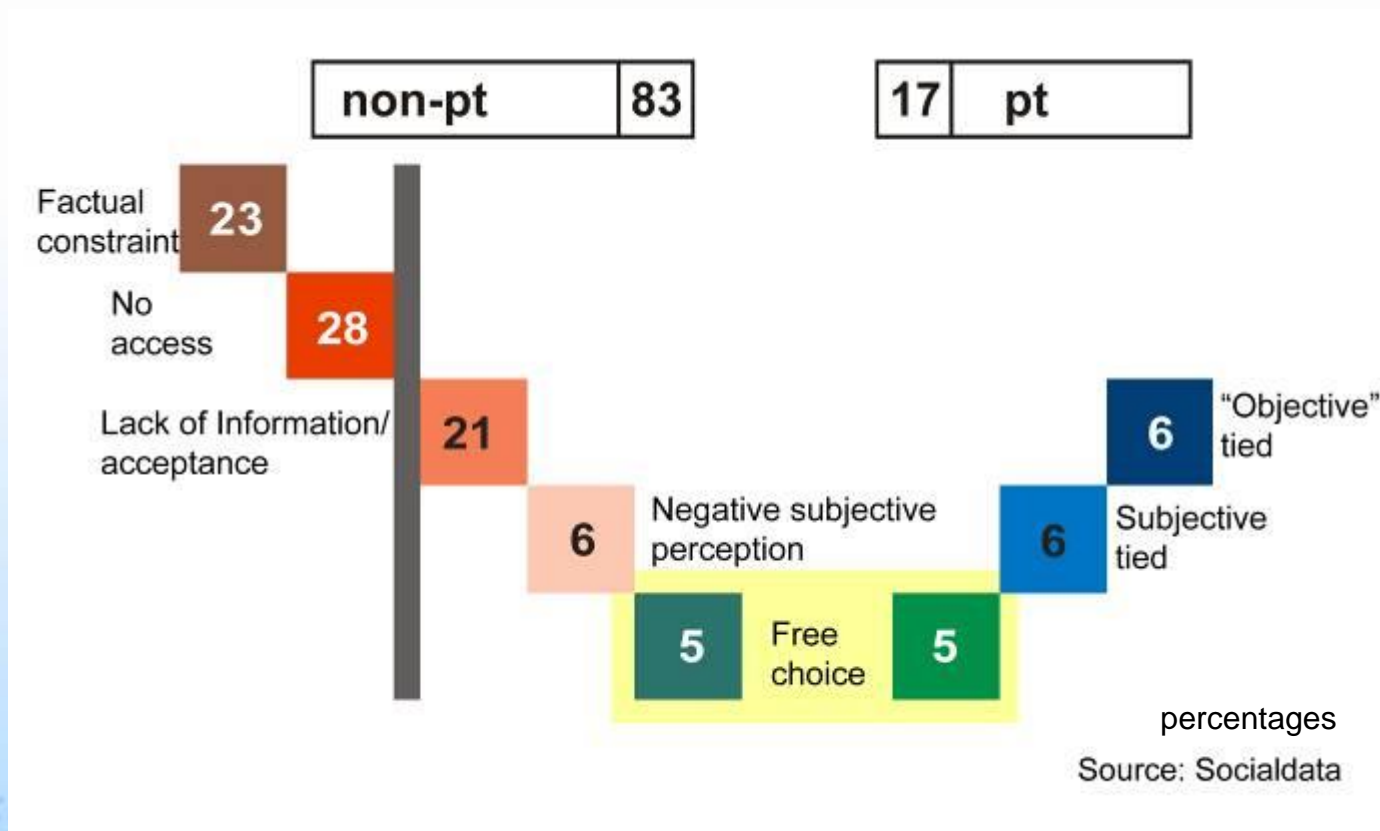 non-pt 83
17 pt
Factual
constraint
23
No
access
28
Lack of Information/
acceptance
21
6
Negative subjective
perception
5
Free
choice
5
6
Subjective
tied
6
“Objective”
tied
percentages
Source: Socialdata